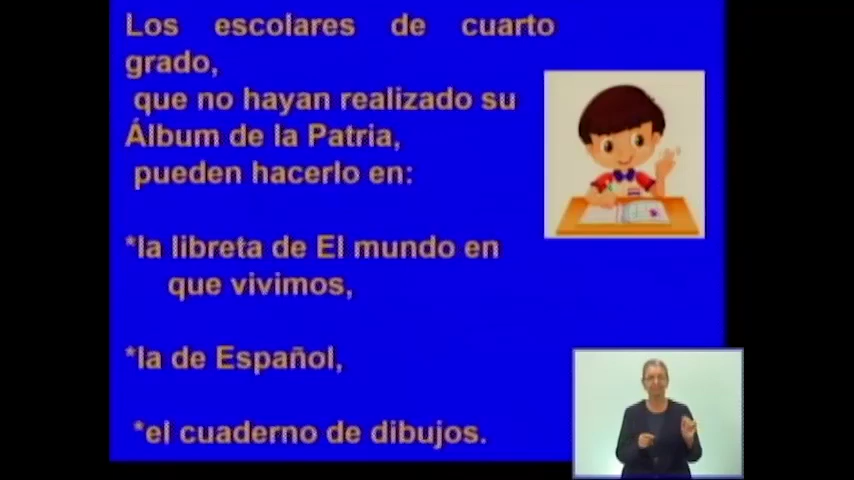 Los escolares de cuarto
grado,
que no hayan realizado su
Álbum de la Patria,
pueden hacerlo en:
*la libreta de El mundo en
que vivimos,
*la de Español,
*el cuaderno de dibujos.